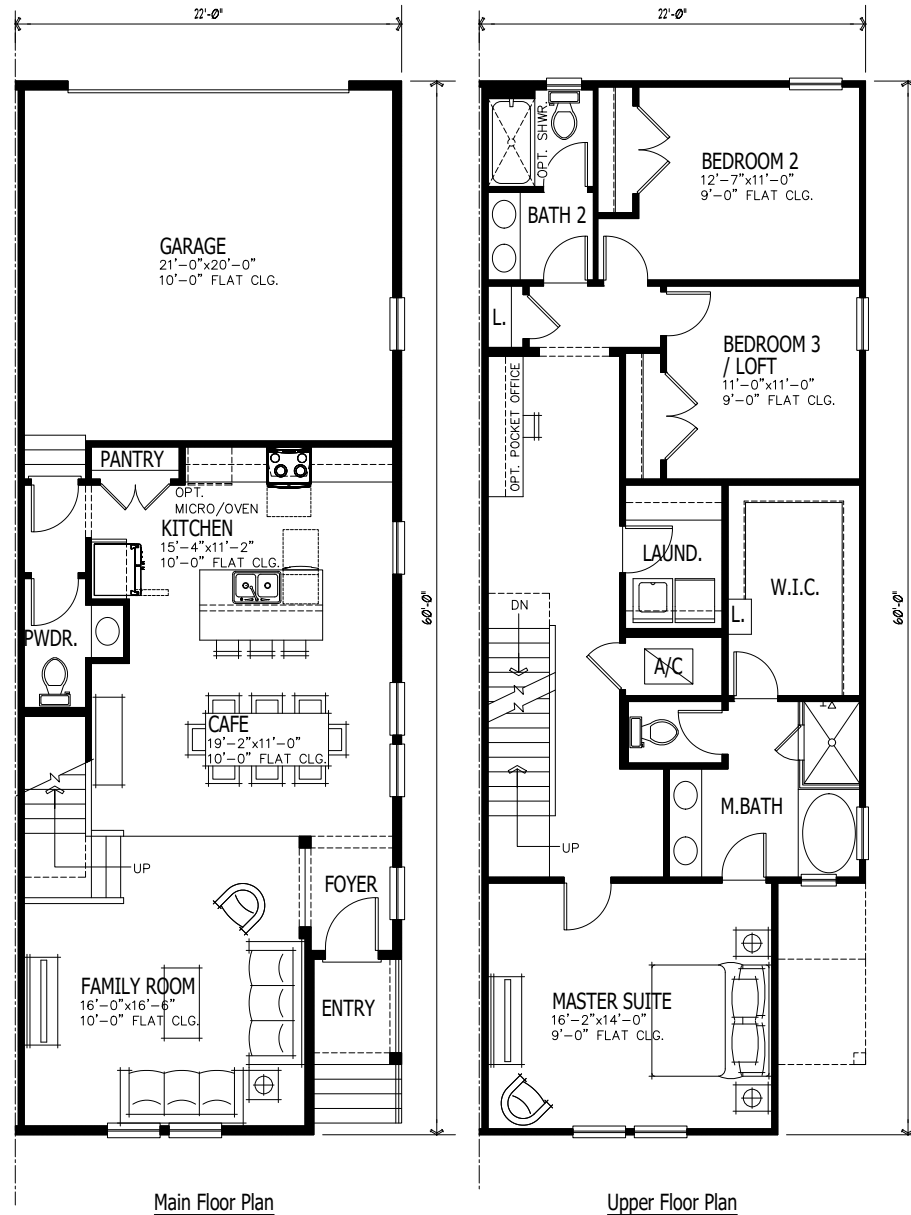 22'-0"
22'-0"
GARAGE
21'-0"x20'-0"
10'-0" FLAT CLG.
PANTRY
OPT.
MICRO/OVEN
KITCHEN
15'-4"x11'-2"
10'-0" FLAT CLG.
PWDR.
CAFE
19'-2"x11'-0"
10'-0" FLAT CLG.
UP
FOYER
FAMILY ROOM
16'-0"x16'-6"
10'-0" FLAT CLG.
ENTRY
60'-0"
Main Floor Plan
OPT. SHWR.
BATH 2
BEDROOM 2
12'-7"x11'-0"
9'-0" FLAT CLG.
L.
BEDROOM 3
/ LOFT
11'-0"x11'-0"
9'-0" FLAT CLG.
OPT. POCKET OFFICE
LAUND.
W.I.C.
L.
DN
A/C
M.BATH
UP
MASTER SUITE
16'-2"x14'-0"
9'-0" FLAT CLG.
60'-0"
Upper Floor Plan